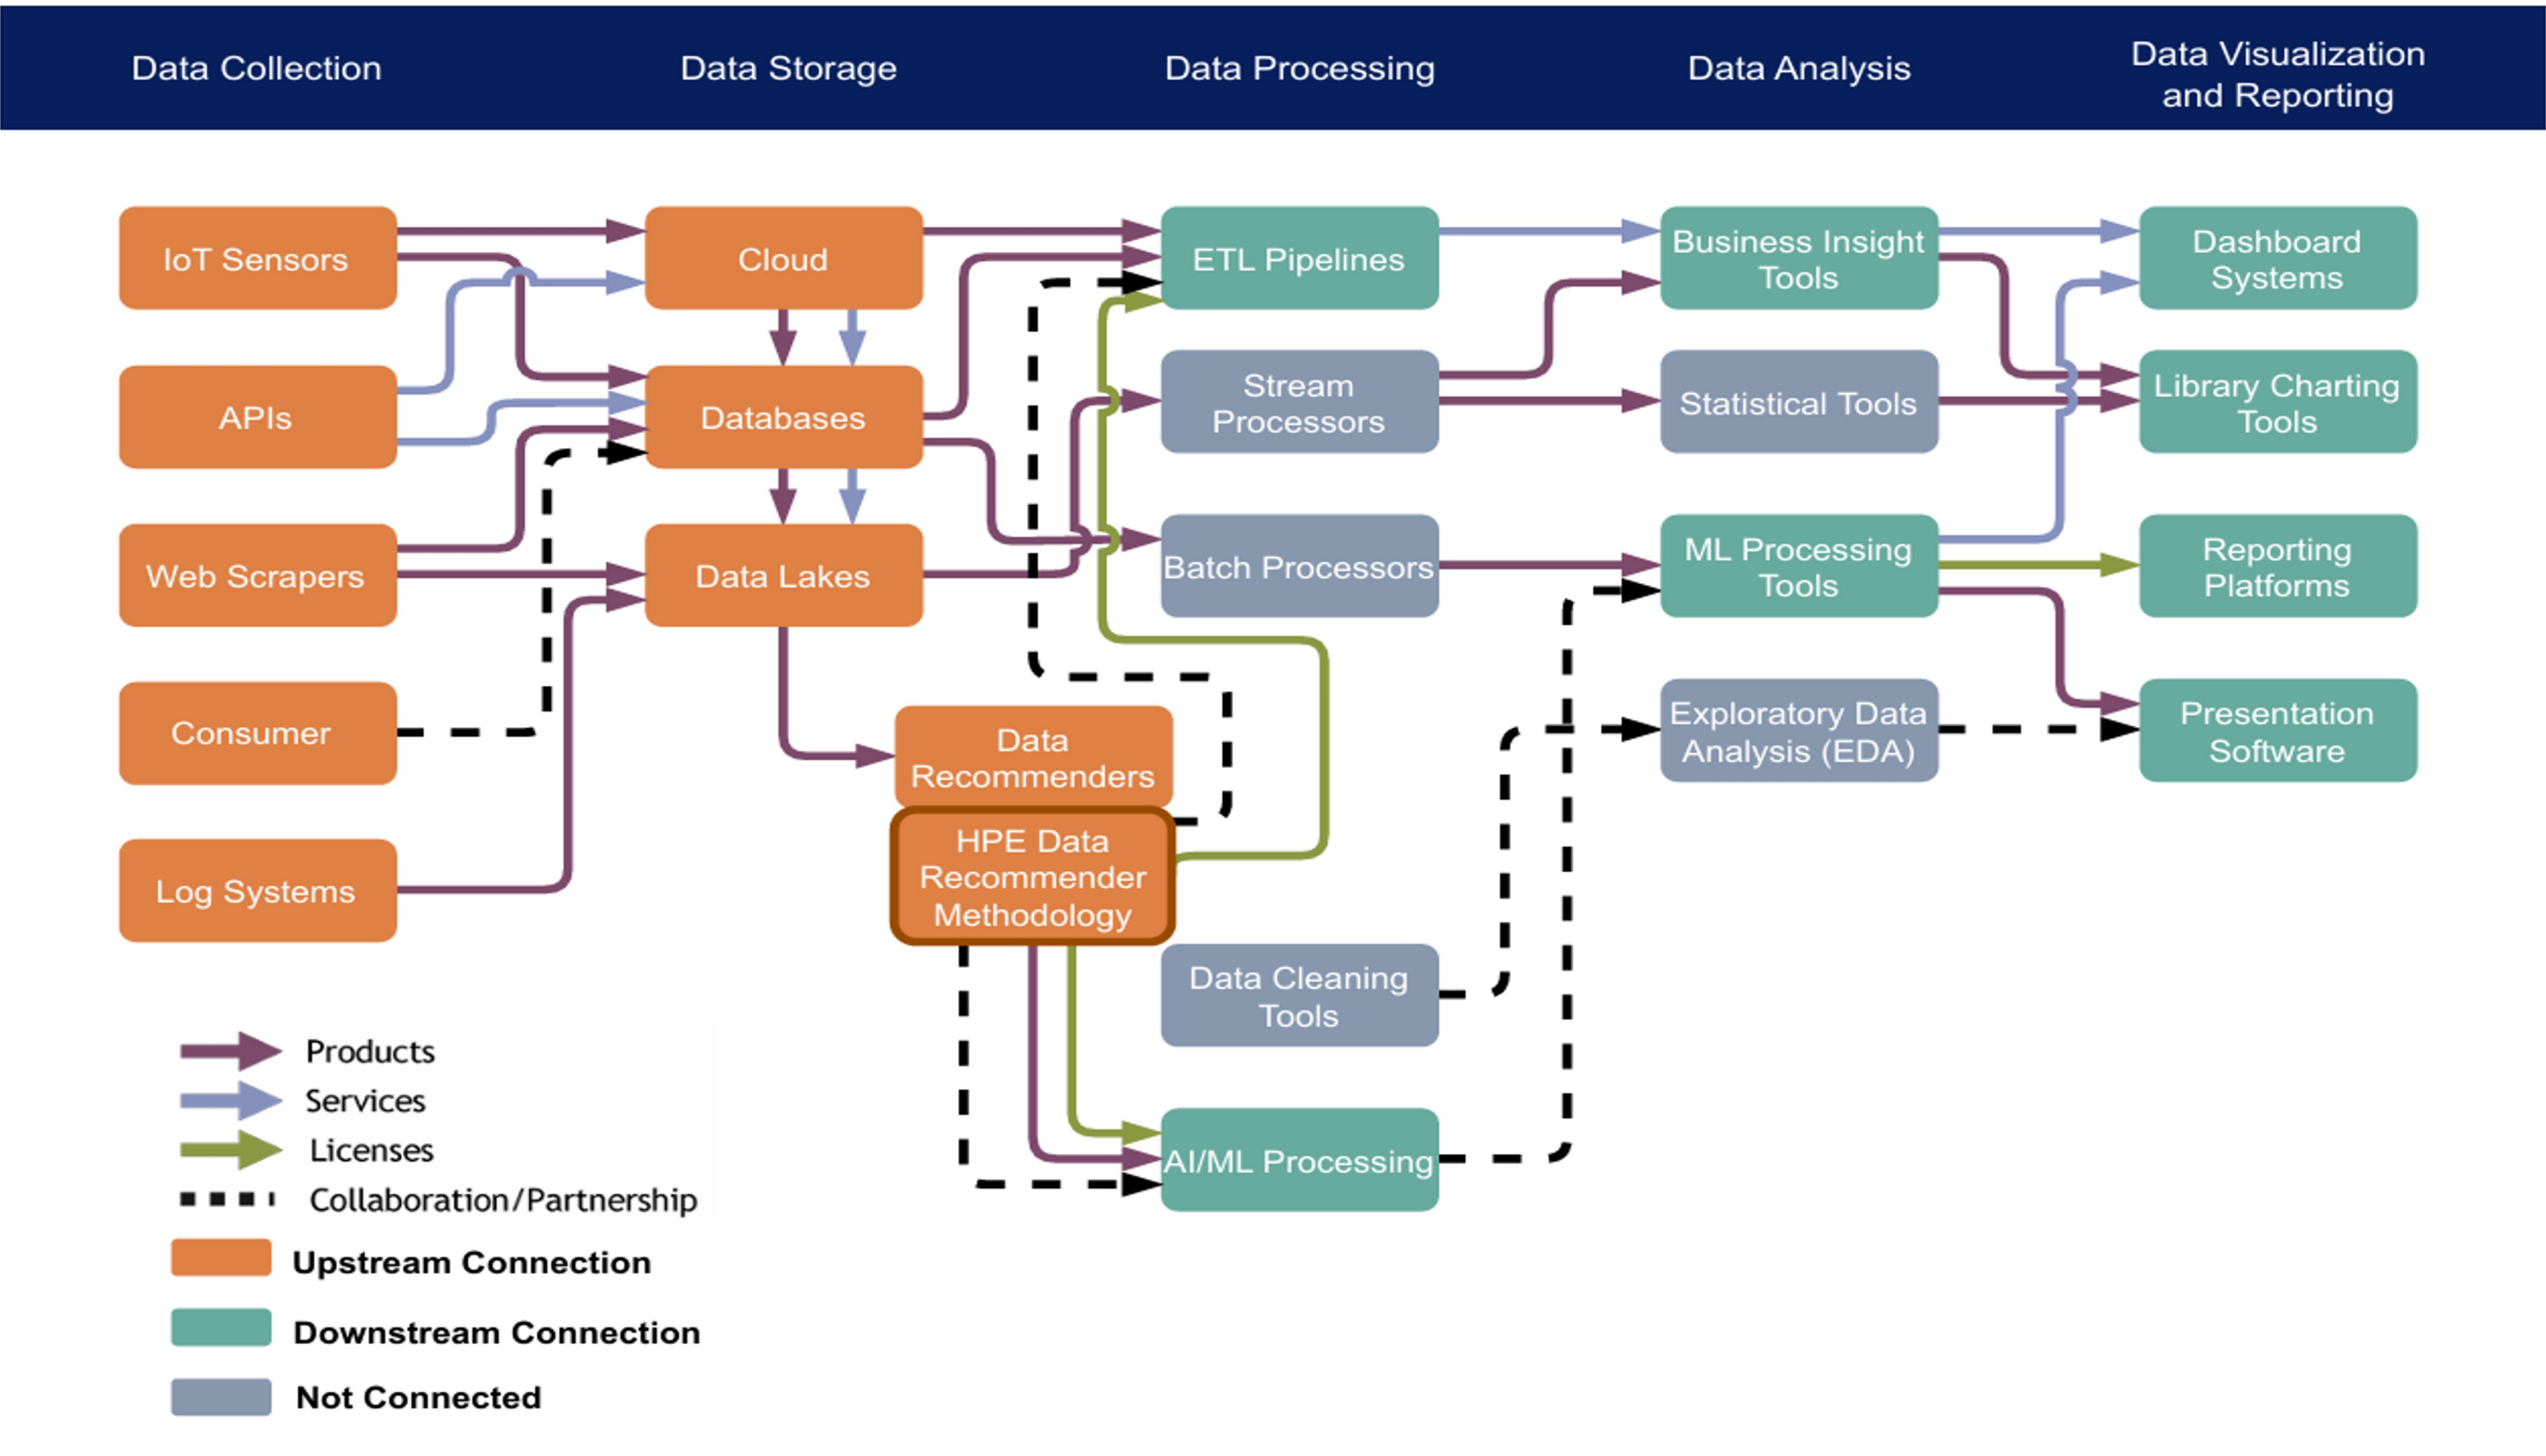 Data Collection
Data Storage
Data Processing
Data Analysis
Data Visualization
and Reporting
IoT Sensors
APIs
Web Scrapers
Consumer
Log Systems
Cloud
Databases
Data Lakes
Data
Recommenders
HPE Data
Recommender
Methodology
ETL Pipelines
Stream
Processors
Batch Processors
Data Cleaning
Tools
AI/ML Processing
Business Insight
Tools
Statistical Tools
ML Processing
Tools
Exploratory Data
Analysis (EDA)
Dashboard
Systems
Library Charting
Tools
Reporting
Platforms
Presentation
Software
Products
Services
Licenses
Collaboration/Partnership
Upstream Connection
Downstream Connection
Not Connected